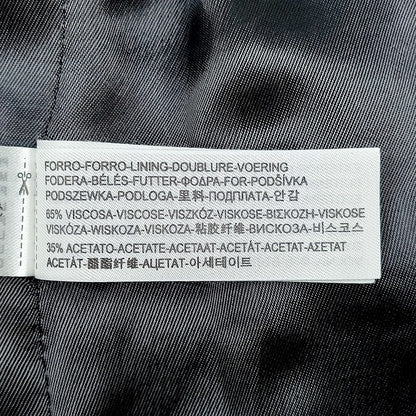 FORRO-FORRO-LINING-DOUBLURE-VOERING
FODERA-BÉLÉS-FUTTER-ΦΟΔΡΑ-FOR-PODŠÍVKA
PODSZEWKA-PODLOGA-里料-ПОДПЛАТА-안감
65% VISCOSA-VISCOSE-VISZKÓZ-VISKOSE-ΒΙΣΚΟΖΗ-VISKOSE
VISKÓZA-WISKOZA-VISKOZA-粘胶纤维-ВИСКОЗА-비스코스
35% ACETATO-ACETATE-ACETAAT-ACETÁT-ACETAT-ΑΣΕΤΑΤ
ACETÁT-醋酯纤维-АЦЕТАТ-아세테이트